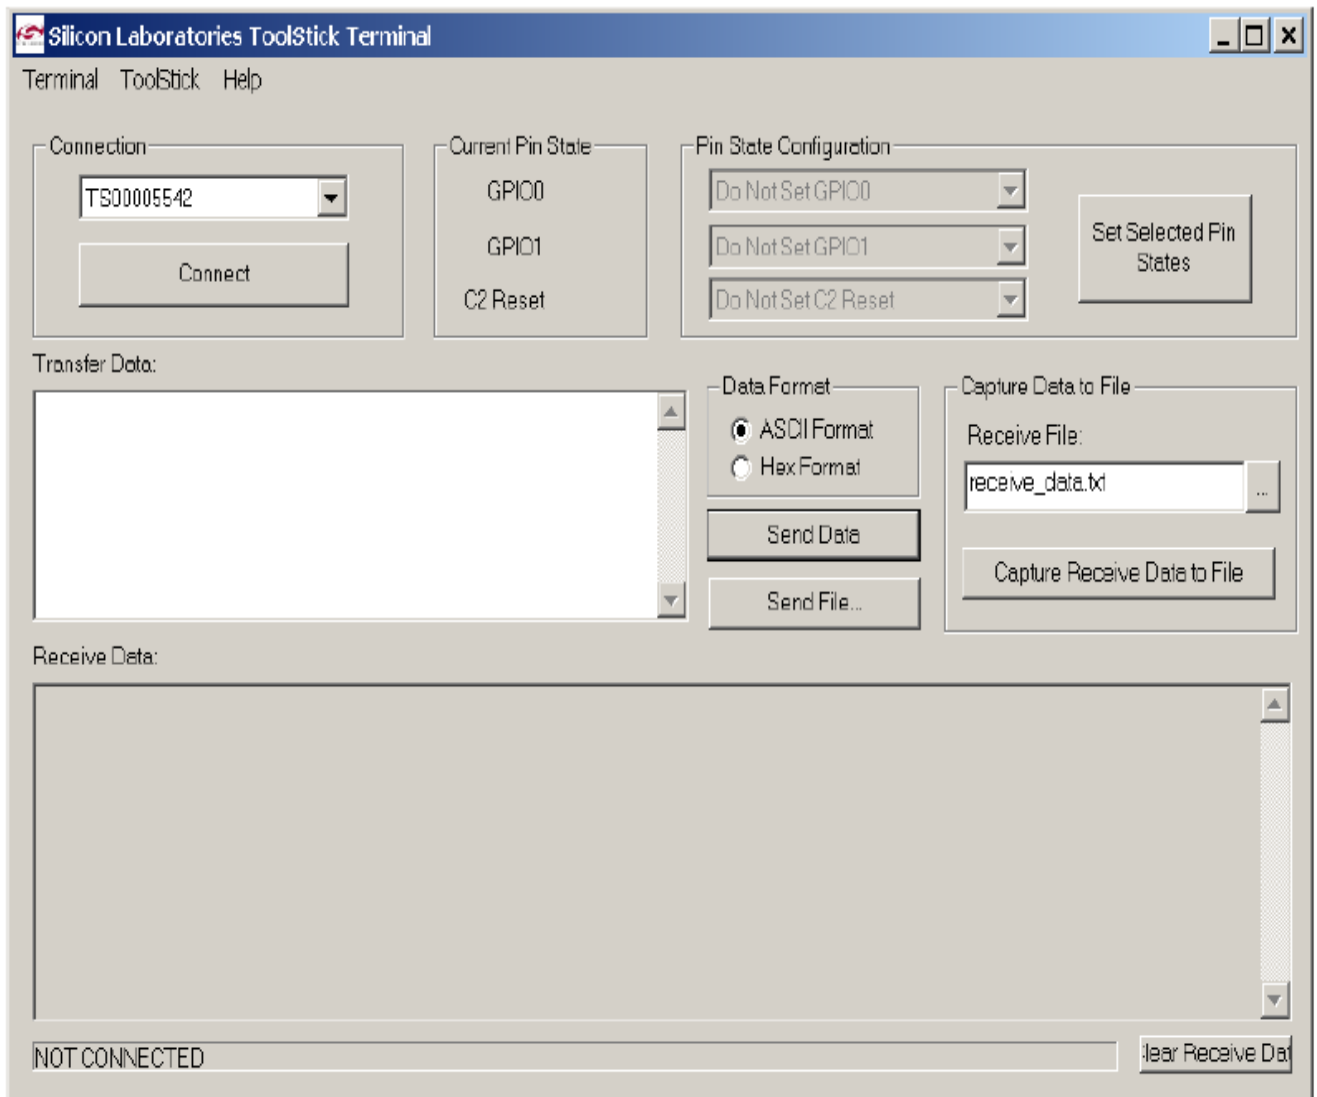 Silicon Laboratories ToolStick Terminal
Terminal ToolStick Help
Connection
TS00005542
Connect
Current Pin State
GPIO0
GPIO1
C2 Reset
Pin State Configuration
Do Not Set GPIO0
Do Not Set GPIO1
Do Not Set C2 Reset
Set Selected Pin
States
Transfer Data:
Data Format
ASCII Format
Hex Format
Send Data
Send File...
Capture Data to File
Receive File:
receive_data.txt
...
Capture Receive Data to File
Receive Data:
NOT CONNECTED
lear Receive Dat